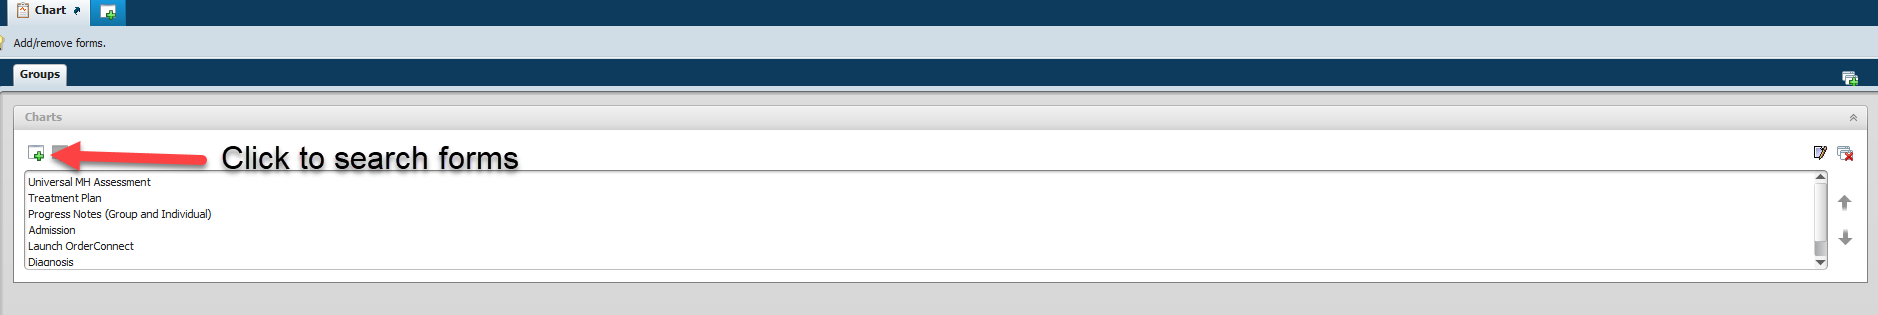 Chart
Add/remove forms.
Groups
Charts
Click to search forms
Universal MH Assessment
Treatment Plan
Progress Notes (Group and Individual)
Admission
Launch OrderConnect
Diagnosis